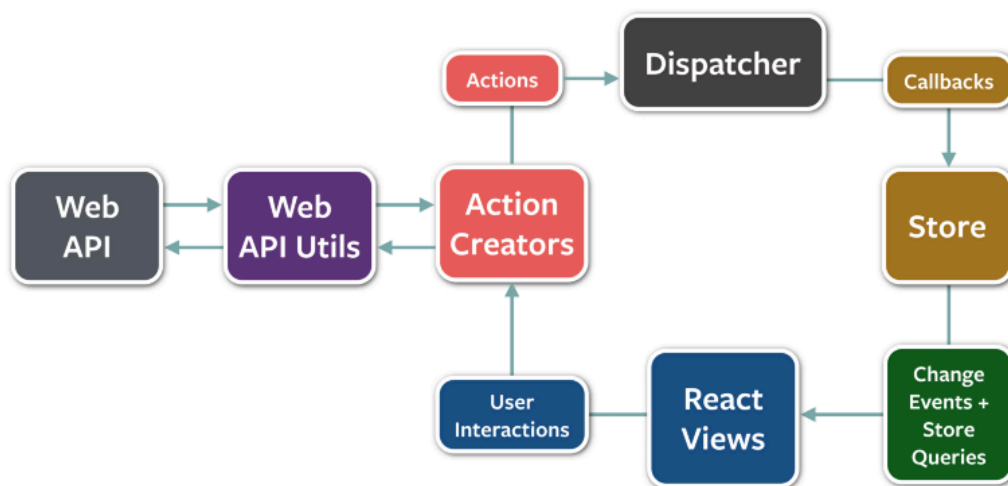 Actions
Dispatcher
Callbacks
Web
API
Web
API Utils
Action
Creators
Store
User
Interactions
React
Views
Change
Events +
Store
Queries